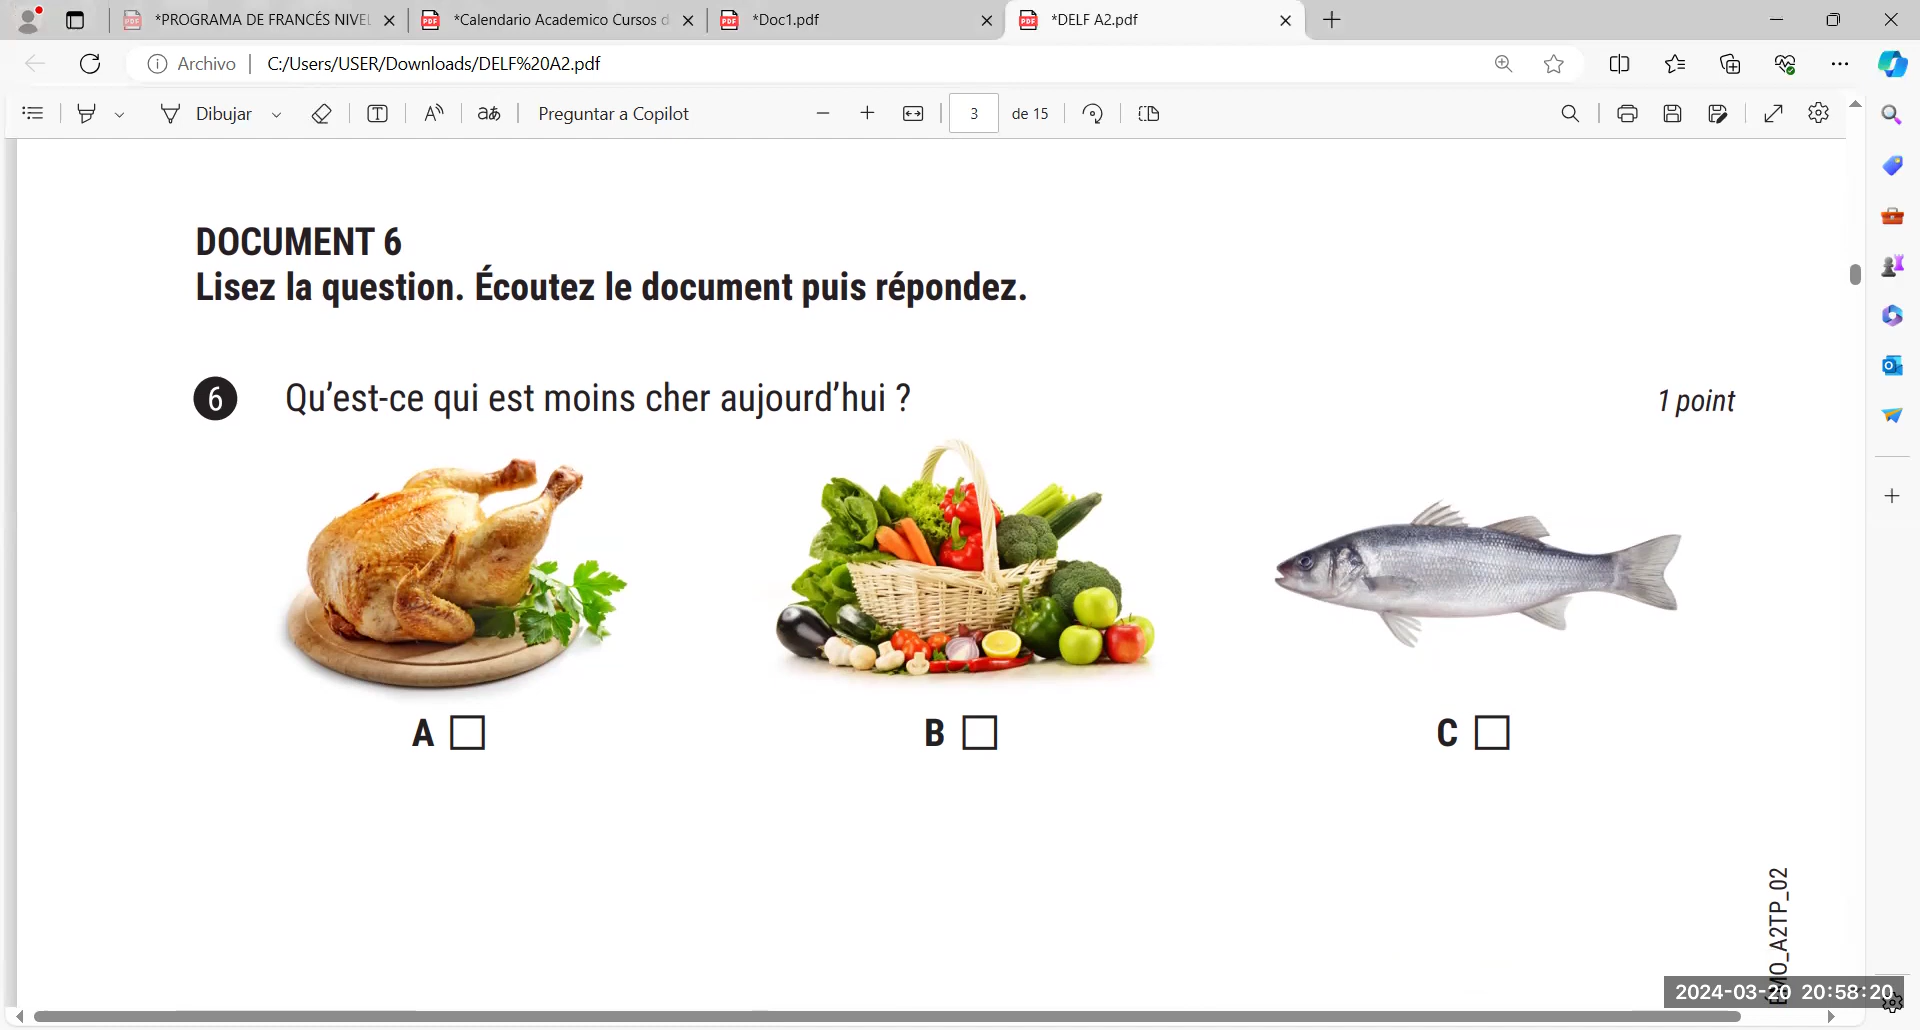 *PROGRAMA DE FRANCÉS NIVEL
*Calendario Academico Cursos d
*Doc1.pdf
*DELF A2.pdf
Archivo
C:/Users/USER/Downloads/DELF%20A2.pdf
Dibujar
Preguntar a Copilot
3
de 15
DOCUMENT 6
Lisez la question. Écoutez le document puis répondez.
6
Qu'est-ce qui est moins cher aujourd'hui ?
1 point
A
B
C
A2TP_02
2024-03-20 20:58:20